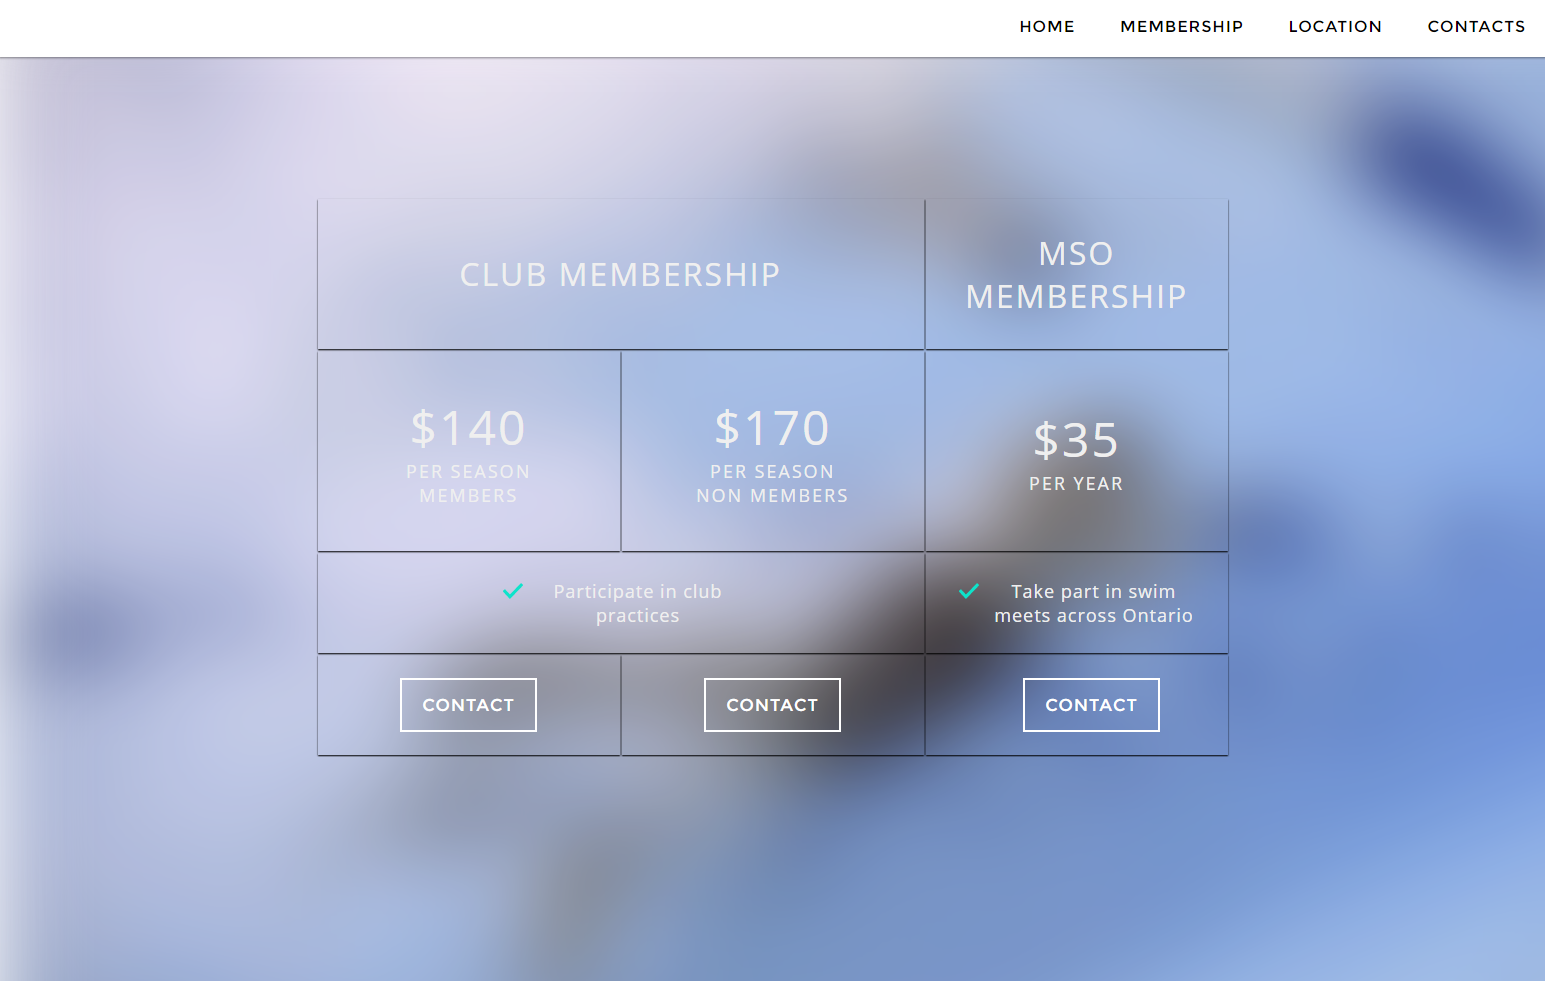 HOME MEMBERSHIP LOCATION CONTACTS
CLUB MEMBERSHIP
MSO
MEMBERSHIP
$140
PER SEASON
MEMBERS
$170
PER SEASON
NON MEMBERS
$35
PER YEAR
Participate in club
practices
Take part in swim
meets across Ontario
CONTACT
CONTACT
CONTACT